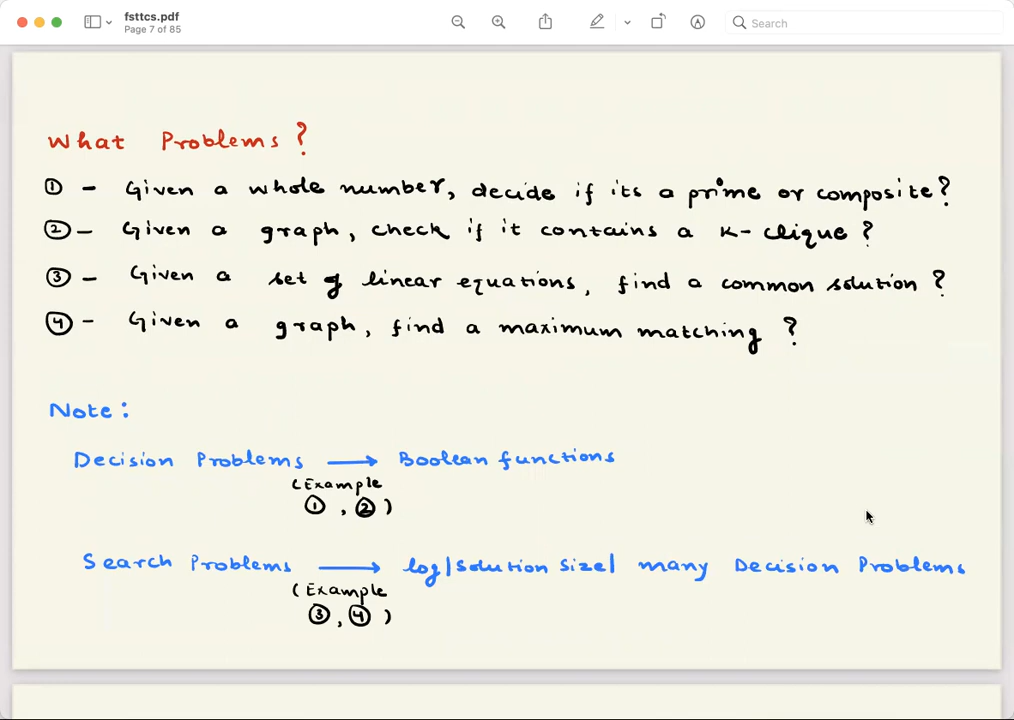 fsttcs.pdf
Page 7 of 85
Search
What Problems?
① - Given a whole number, decide if its a prime or composite?
② - Given a graph, check if it contains a K-clique?
③ - Given a set of linear equations, find a common solution?
④ - Given a graph, find a maximum matching?
Note:
Decision Problems → Boolean functions
(Example
①, ②)
Search Problems → log|Solution Size| many Decision Problems
(Example
③, ④)